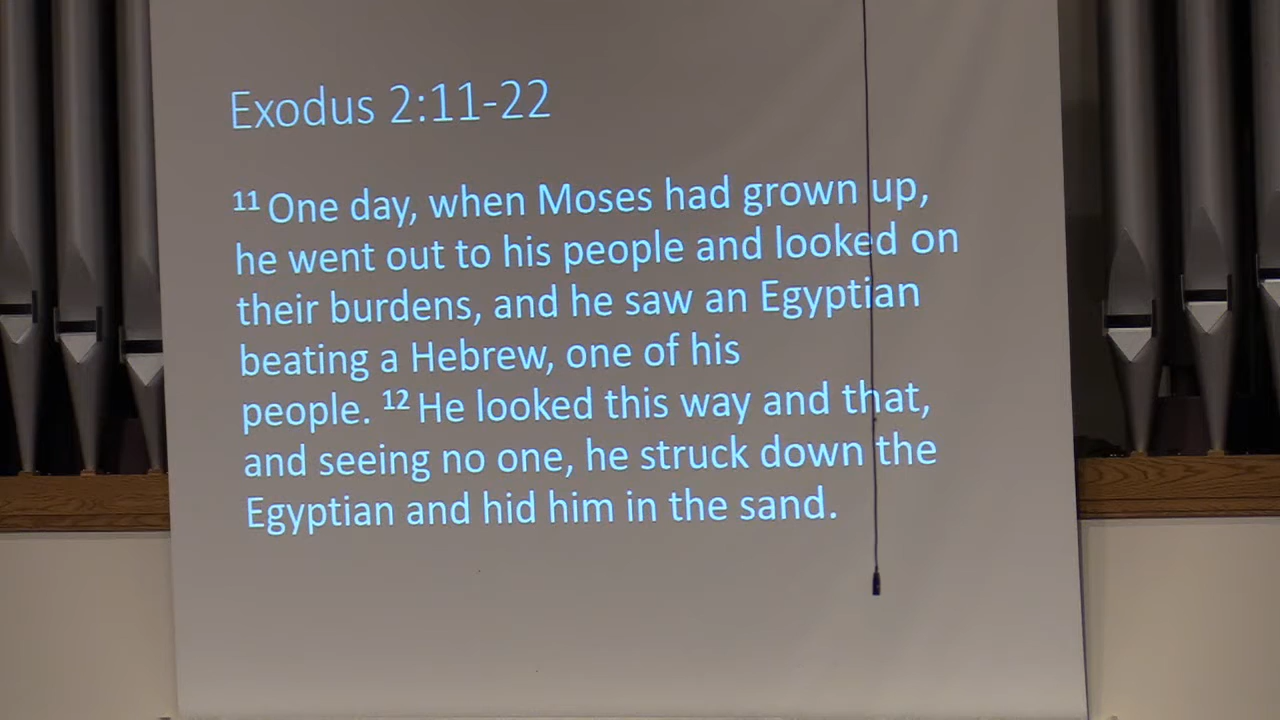 Exodus 2:11-22
11 One day, when Moses had grown up,
he went out to his people and looked on
their burdens, and he saw an Egyptian
beating a Hebrew, one of his
people. 12 He looked this way and that,
and seeing no one, he struck down the
Egyptian and hid him in the sand.